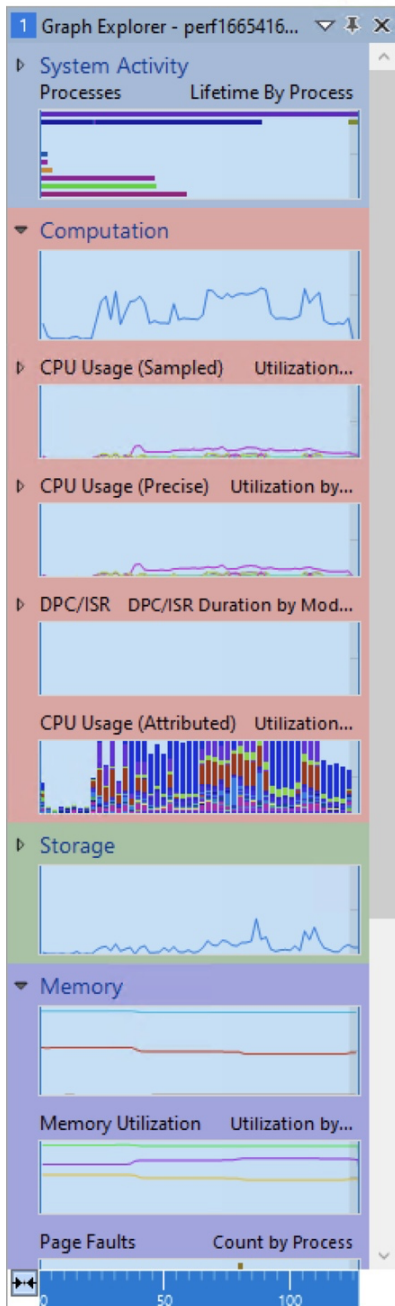 1 Graph Explorer - perf1665416...
System Activity
Processes Lifetime By Process
Computation
CPU Usage (Sampled) Utilization...
CPU Usage (Precise) Utilization by...
DPC/ISR DPC/ISR Duration by Mod...
CPU Usage (Attributed) Utilization...
Storage
Memory
Memory Utilization Utilization by...
Page Faults Count by Process
0 50 100